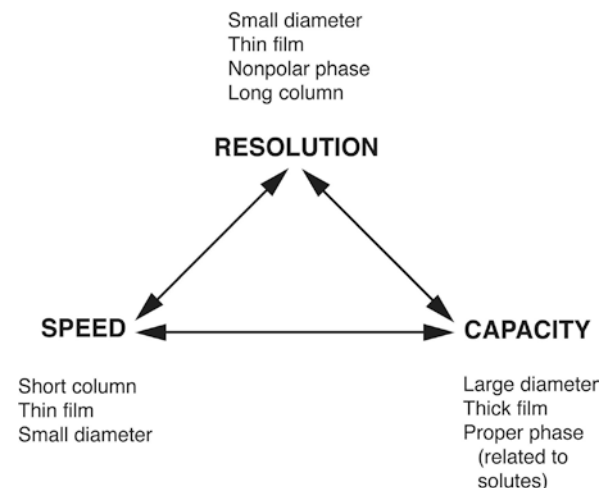 Small diameter
Thin film
Nonpolar phase
Long column
RESOLUTION
SPEED
CAPACITY
Short column
Thin film
Small diameter
Large diameter
Thick film
Proper phase
(related to
solutes)